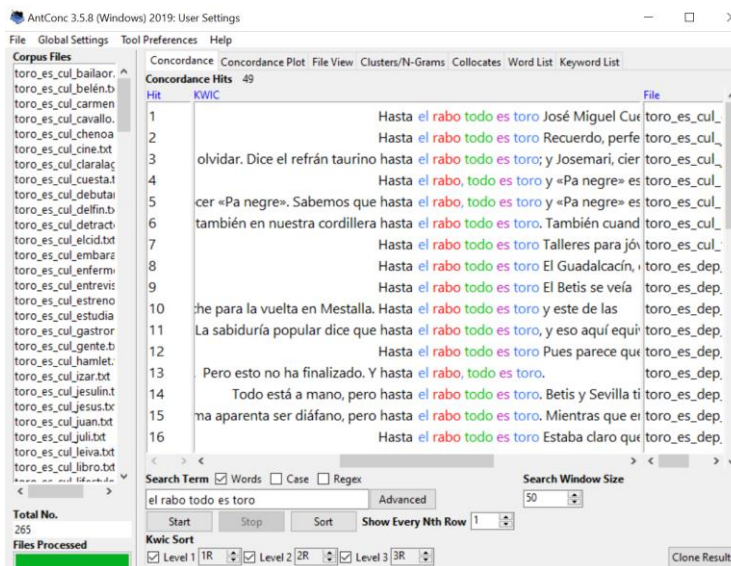 AntConc 3.5.8 (Windows) 2019: User Settings
File Global Settings Tool Preferences Help
Corpus Files
toro_es_cul_bailaor.
toro_es_cul_belén.tx
toro_es_cul_carmen
toro_es_cul_cavallo.
toro_es_cul_chenoa
toro_es_cul_cine.txt
toro_es_cul_claralag
toro_es_cul_cuesta.t
toro_es_cul_debutar
toro_es_cul_delfin.tx
toro_es_cul_detracto
toro_es_cul_elcid.txt
toro_es_cul_embara
toro_es_cul_enferme
toro_es_cul_entrevis
toro_es_cul_estreno
toro_es_cul_estudia
toro_es_cul_gastror
toro_es_cul_gente.tx
toro_es_cul_hamlet.
toro_es_cul_izar.txt
toro_es_cul_jesulin.t
toro_es_cul_jesus.txt
toro_es_cul_juan.txt
toro_es_cul_juli.txt
toro_es_cul_leiva.txt
toro_es_cul_libro.txt
Total No.
265
Files Processed
Concordance Concordance Plot File View Clusters/N-Grams Collocates Word List Keyword List
Concordance Hits 49
Hit KWIC File
1 Hasta el rabo todo es toro José Miguel Cue toro_es_cul_
2 Hasta el rabo todo es toro Recuerdo, perfe toro_es_cul_
3 olvidar. Dice el refrán taurino hasta el rabo todo es toro; y Josemari, cier toro_es_cul_
4 Hasta el rabo, todo es toro y «Pa negre» es toro_es_cul_
5 cer «Pa negre». Sabemos que hasta el rabo, todo es toro y «Pa negre» es toro_es_cul_
6 también en nuestra cordillera hasta el rabo todo es toro. También cuand toro_es_cul_
7 Hasta el rabo todo es toro Talleres para jóv toro_es_cul_
8 Hasta el rabo todo es toro El Guadalcacín, toro_es_dep_
9 Hasta el rabo todo es toro El Betis se veía toro_es_dep_
10 che para la vuelta en Mestalla. Hasta el rabo todo es toro y este de las toro_es_dep_
11 La sabiduría popular dice que hasta el rabo todo es toro, y eso aquí equi toro_es_dep_
12 Hasta el rabo todo es toro Pues parece que toro_es_dep_
13 . Pero esto no ha finalizado. Y hasta el rabo, todo es toro. toro_es_dep_
14 Todo está a mano, pero hasta el rabo todo es toro. Betis y Sevilla ti toro_es_dep_
15 ma aparenta ser diáfano, pero hasta el rabo todo es toro. Mientras que e toro_es_dep_
16 Hasta el rabo todo es toro Estaba claro que toro_es_dep_
Search Term Words Case Regex Search Window Size
el rabo todo es toro Advanced 50
Start Stop Sort Show Every Nth Row 1
Kwic Sort
Level 1 1R Level 2 2R Level 3 3R Clone Result